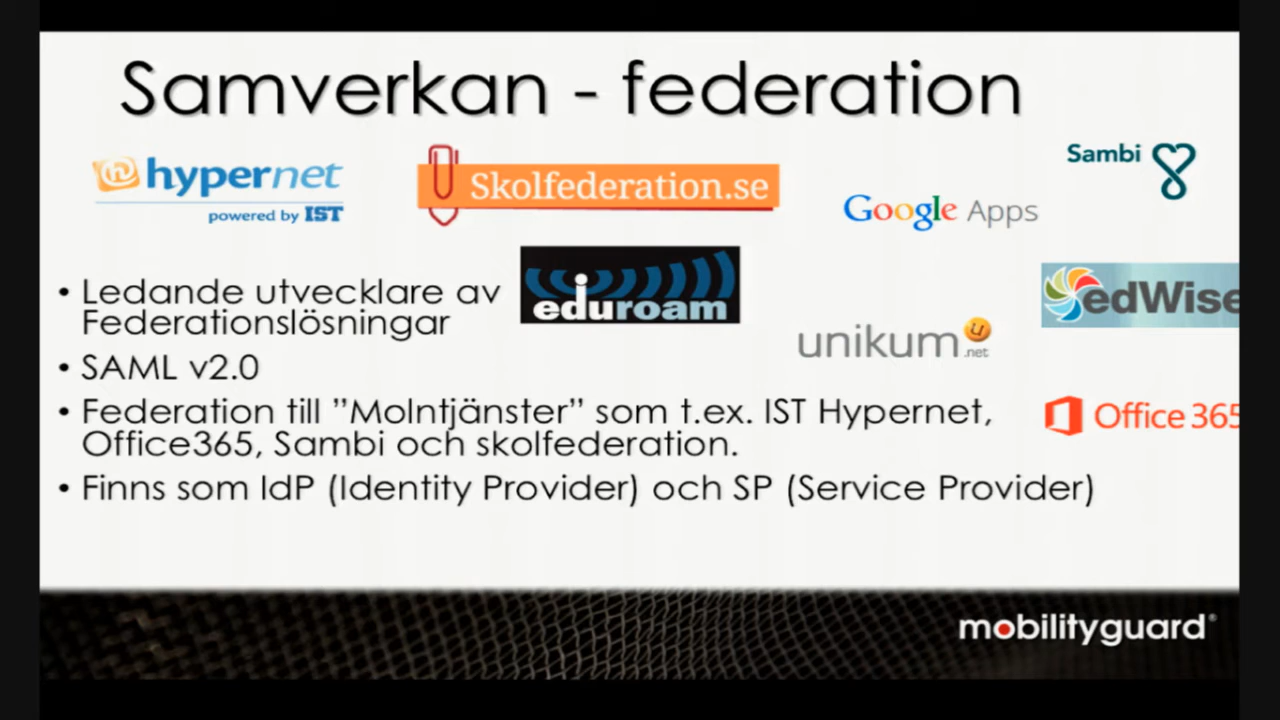 Samverkan - federation
hypernet
powered by IST
Skolfederation.se
Sambi
Google Apps
eduroam
edWise
unikum
.net
Office 365
• Ledande utvecklare av
Federationslösningar
• SAML v2.0
• Federation till ”Molntjänster” som t.ex. IST Hypernet,
Office365, Sambi och skolfederation.
• Finns som IdP (Identity Provider) och SP (Service Provider)
mobilityguard®